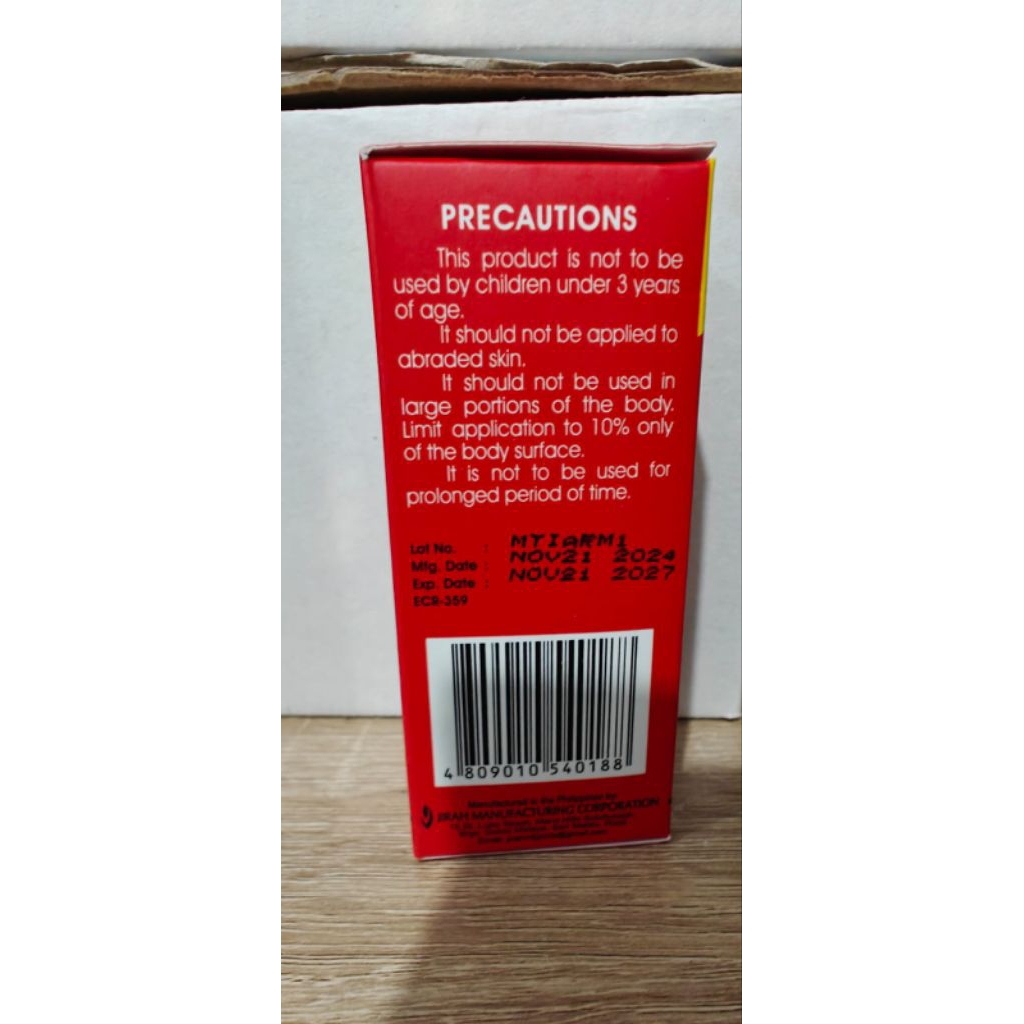 PRECAUTIONS
This product is not to be
used by children under 3 years
of age.
It should not be applied to
abraded skin.
It should not be used in
large portions of the body.
Limit application to 10% only
of the body surface.
It is not to be used for
prolonged period of time.
Lot No. : MTIARM1
Mfg. Date : NOV21 2024
Exp. Date : NOV21 2027
ECR-359
4 809010 540188
Manufactured in the Philippines by:
JIRAH MANUFACTURING CORPORATION